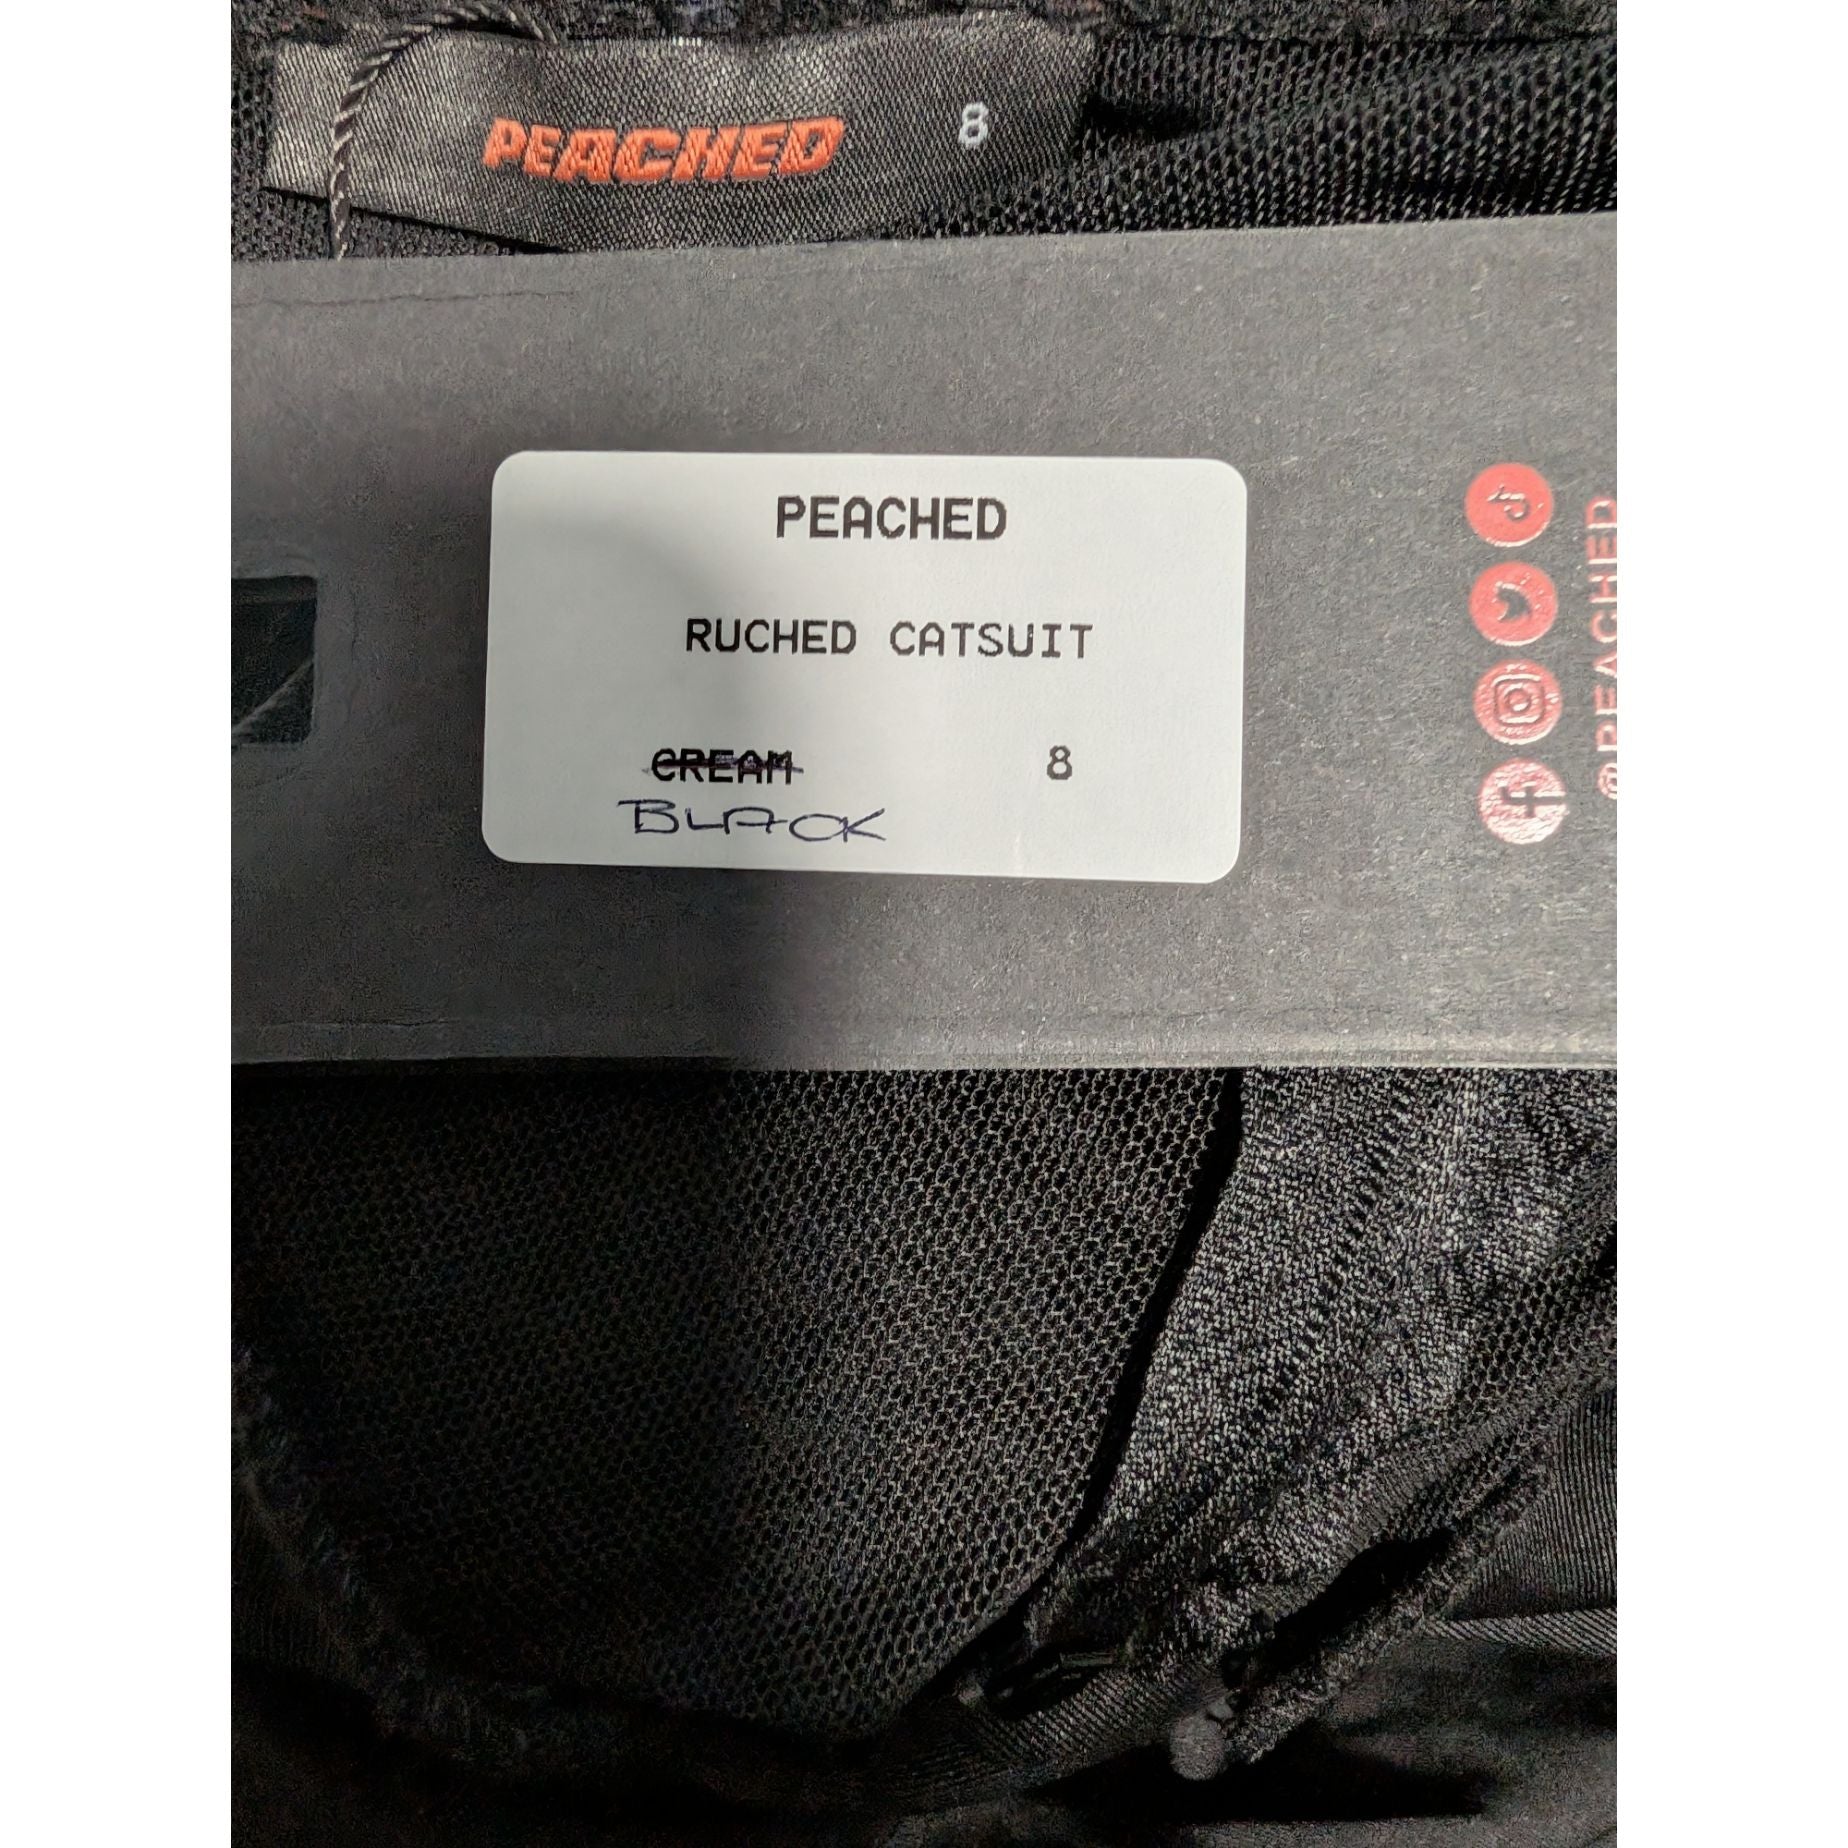 PEACHED 8
PEACHED
RUCHED CATSUIT
CREAM 8
BLACK
@PEACHED